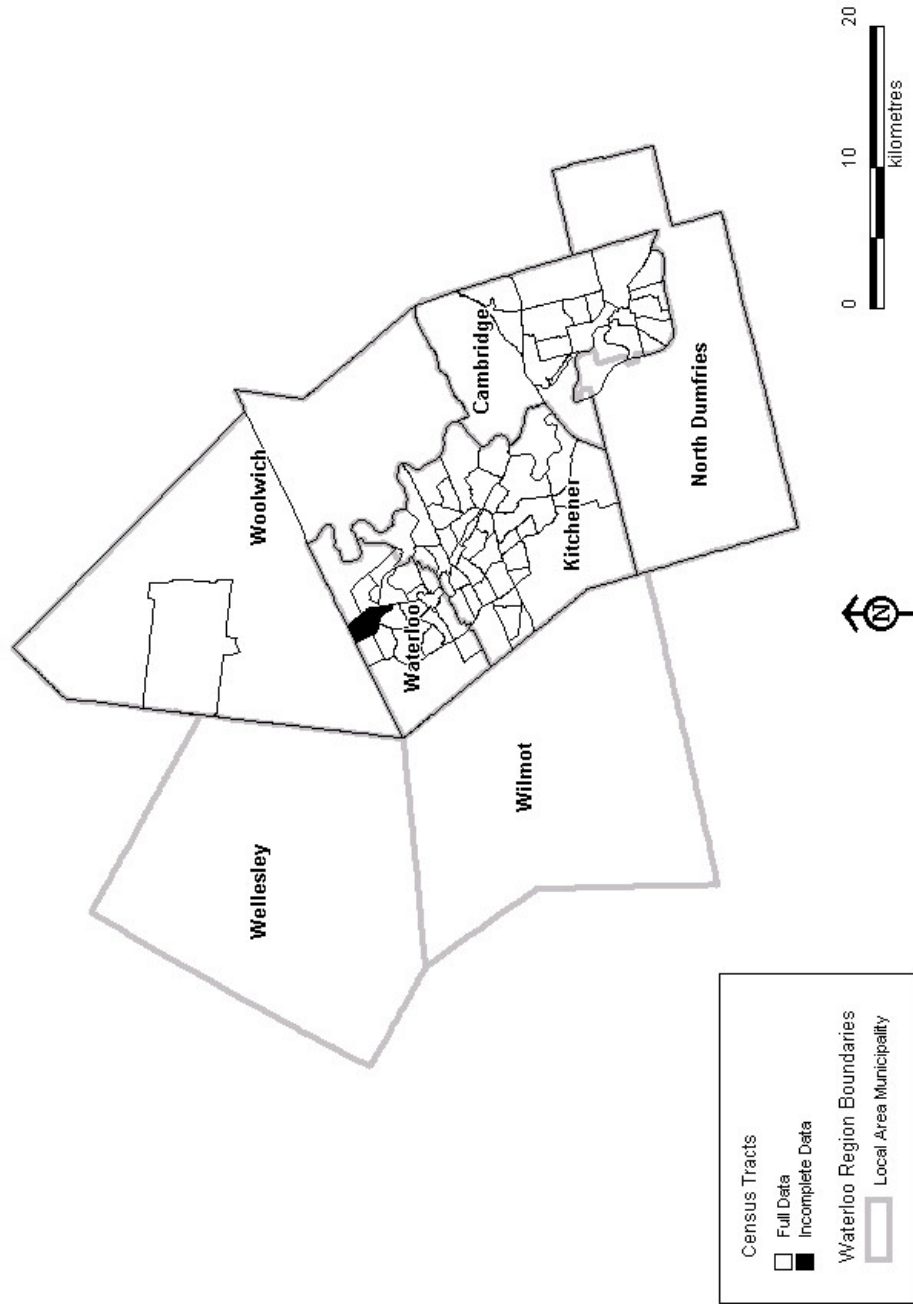 Woolwich
Wellesley
Waterloo
Cambridge
Wilmot
Kitchener
North Dumfries
Census Tracts
Full Data
Incomplete Data
Waterloo Region Boundaries
Local Area Municipality
N
0 10 20
kilometres